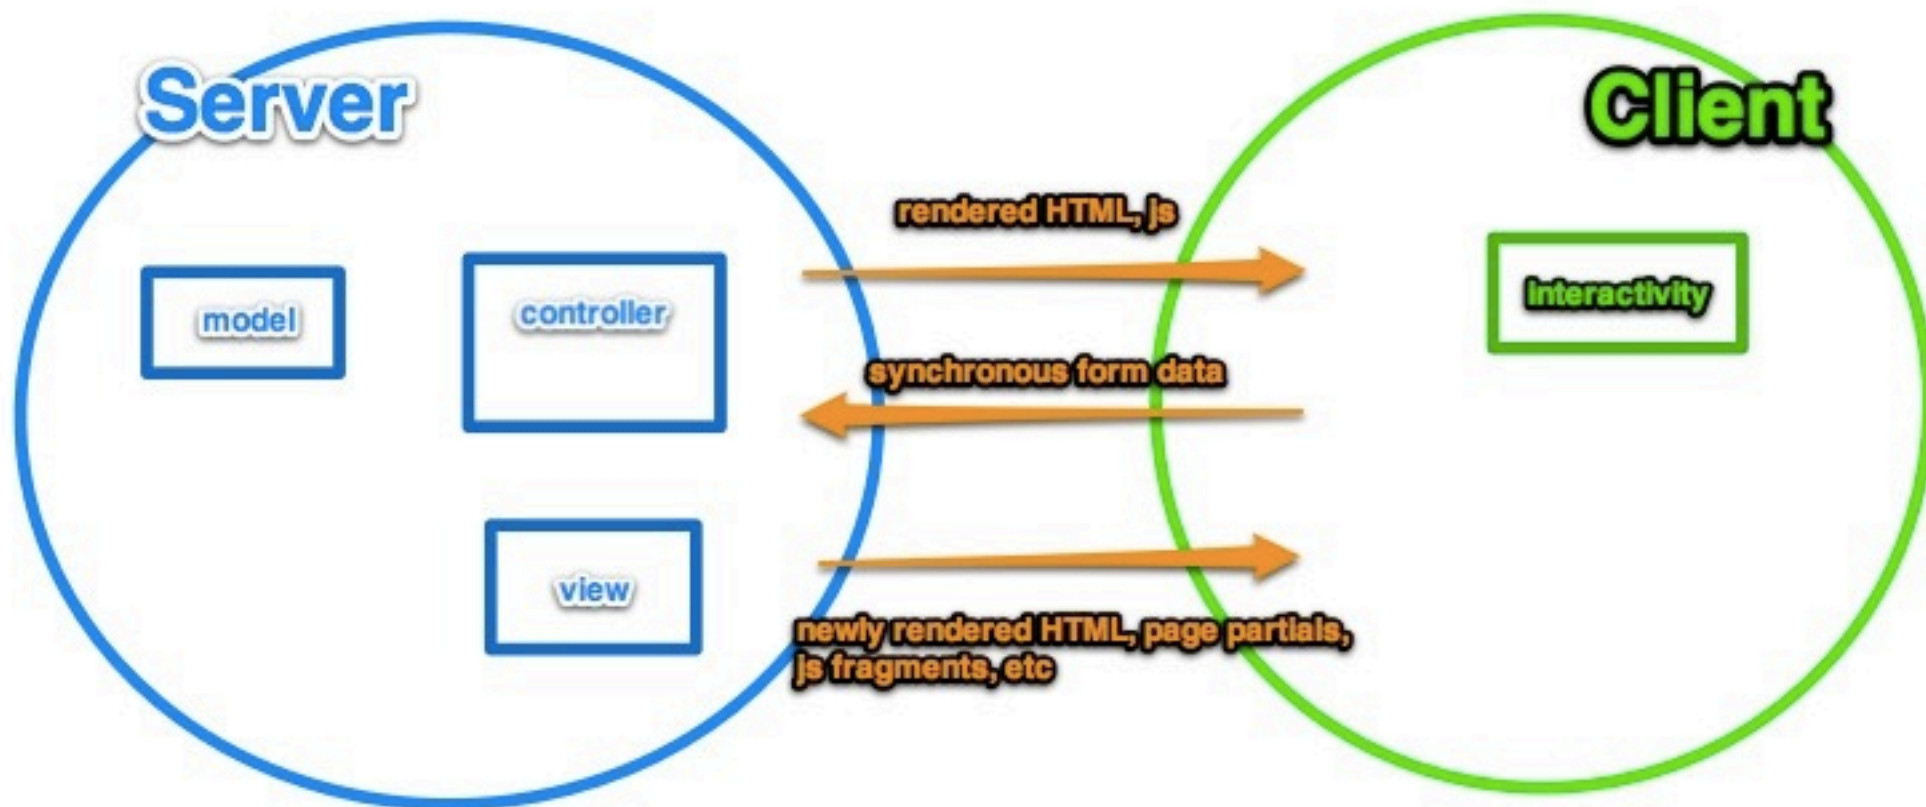 Server
Client
rendered HTML, js
model
controller
interactivity
synchronous form data
view
newly rendered HTML, page partials,
js fragments, etc